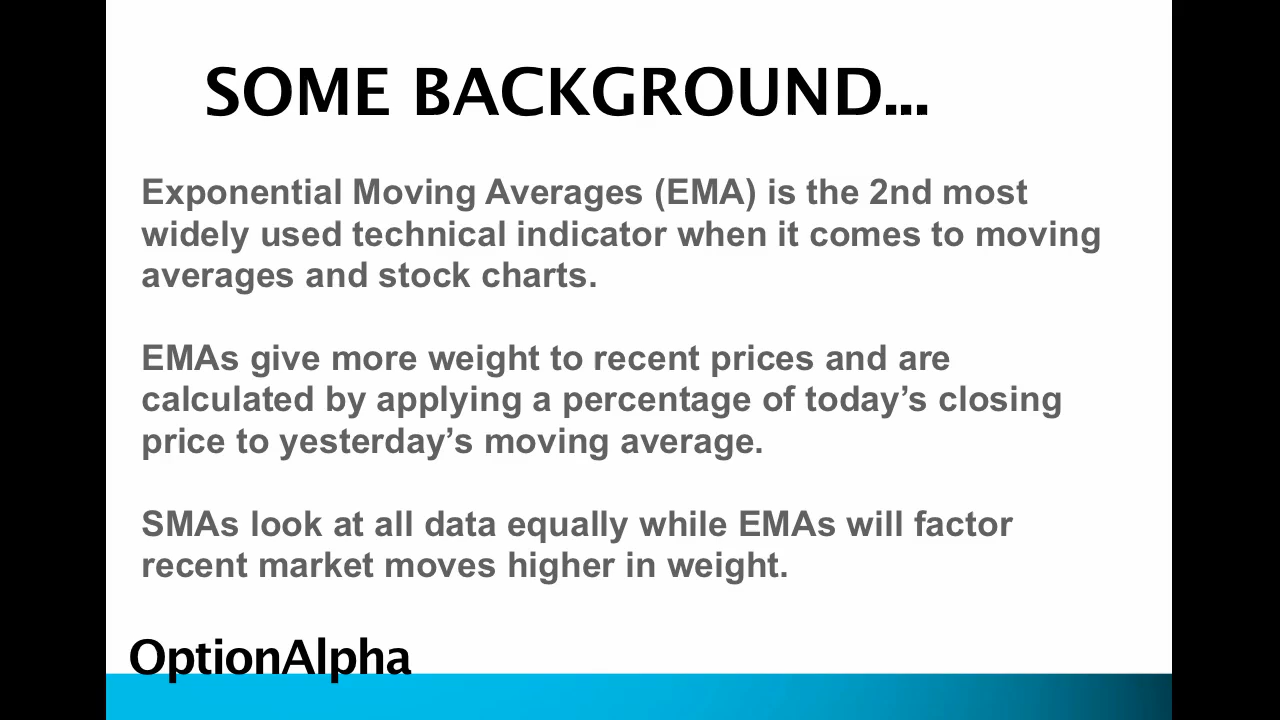 SOME BACKGROUND...
Exponential Moving Averages (EMA) is the 2nd most
widely used technical indicator when it comes to moving
averages and stock charts.
EMAs give more weight to recent prices and are
calculated by applying a percentage of today’s closing
price to yesterday’s moving average.
SMAs look at all data equally while EMAs will factor
recent market moves higher in weight.
OptionAlpha